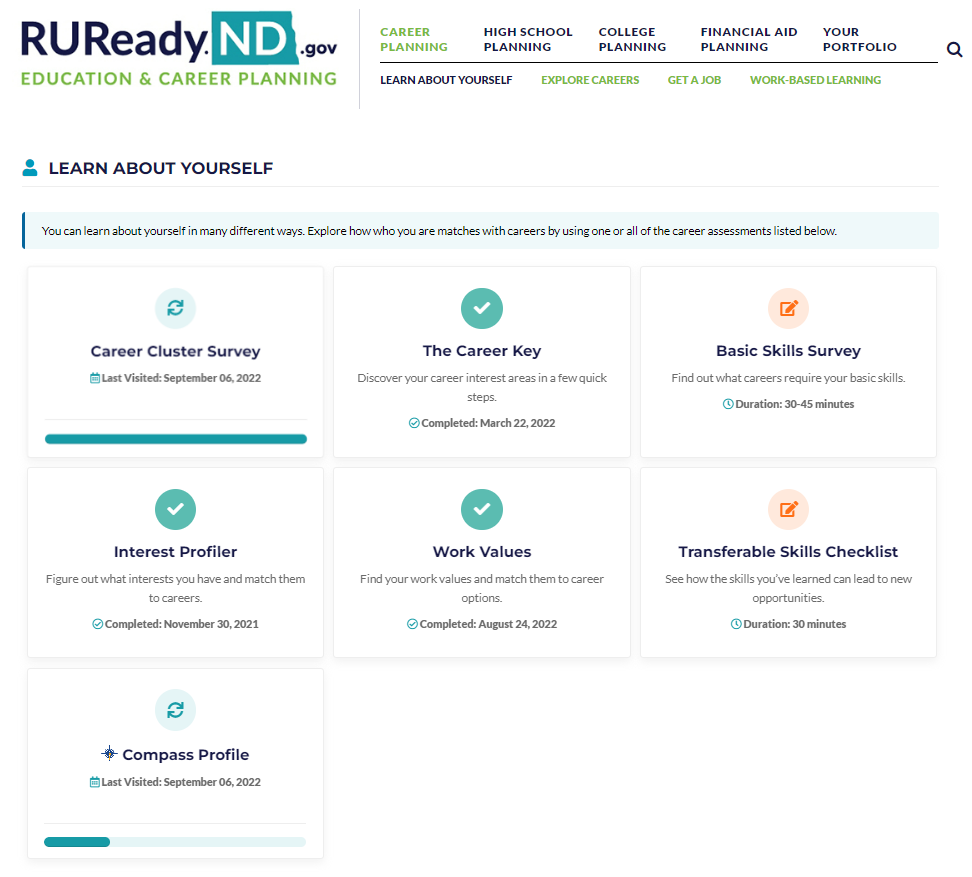 RUReady.ND.gov
EDUCATION & CAREER PLANNING
CAREER PLANNING
HIGH SCHOOL PLANNING
COLLEGE PLANNING
FINANCIAL AID PLANNING
YOUR PORTFOLIO
LEARN ABOUT YOURSELF
EXPLORE CAREERS
GET A JOB
WORK-BASED LEARNING
LEARN ABOUT YOURSELF
You can learn about yourself in many different ways. Explore how who you are matches with careers by using one or all of the career assessments listed below.
Career Cluster Survey
Last Visited: September 06, 2022
The Career Key
Discover your career interest areas in a few quick
steps.
Completed: March 22, 2022
Basic Skills Survey
Find out what careers require your basic skills.
Duration: 30-45 minutes
Interest Profiler
Figure out what interests you have and match them
to careers.
Completed: November 30, 2021
Work Values
Find your work values and match them to career
options.
Completed: August 24, 2022
Transferable Skills Checklist
See how the skills you've learned can lead to new
opportunities.
Duration: 30 minutes
Compass Profile
Last Visited: September 06, 2022